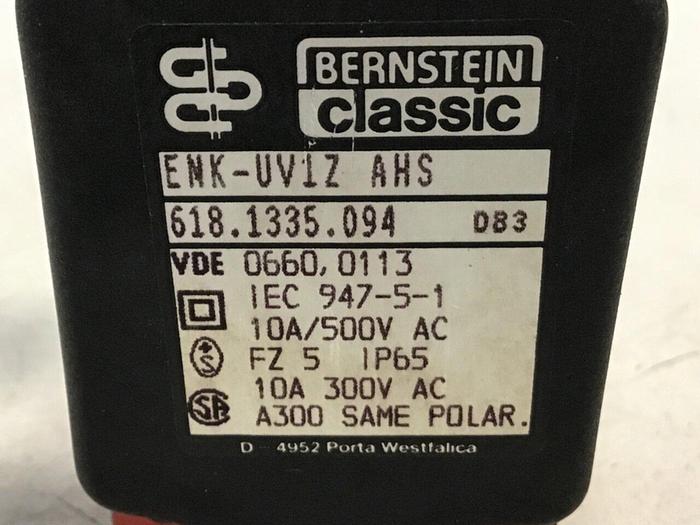 BERNSTEIN
classic
ENK-UV1Z AHS
618.1335.094 D83
VDE 0660,0113
IEC 947-5-1
10A/500V AC
+S FZ 5 IP65
10A 300V AC
SA A300 SAME POLAR.
D - 4952 Porta Westfalica